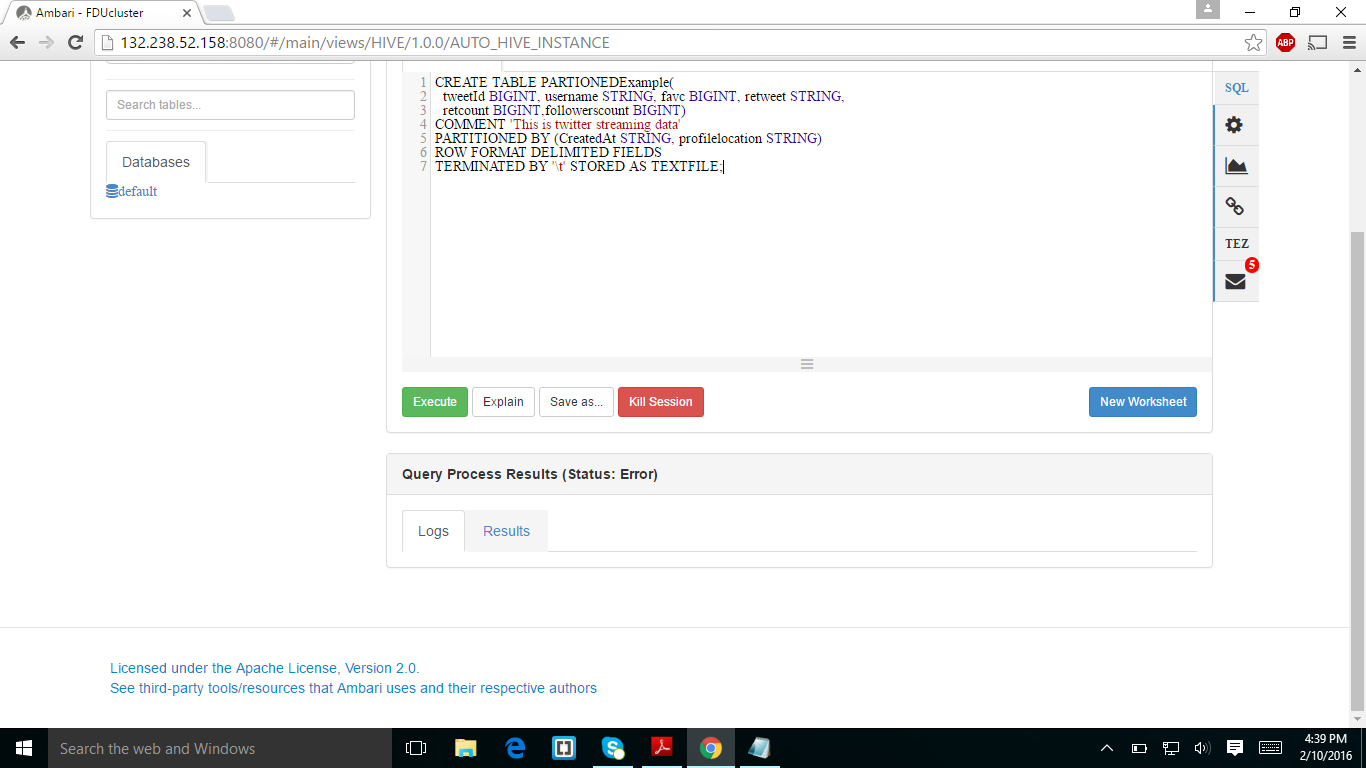 Ambari - FDUcluster
132.238.52.158:8080/#/main/views/HIVE/1.0.0/AUTO_HIVE_INSTANCE
ABP
Search tables...
Databases
default
1 CREATE TABLE PARTIONEDExample(
2 tweetId BIGINT, username STRING, favc BIGINT, retweet STRING,
3 retcount BIGINT,followerscount BIGINT)
4 COMMENT 'This is twitter streaming data'
5 PARTITIONED BY (CreatedAt STRING, profilelocation STRING)
6 ROW FORMAT DELIMITED FIELDS
7 TERMINATED BY '\t' STORED AS TEXTFILE;
SQL
TEZ
5
Execute
Explain
Save as...
Kill Session
New Worksheet
Query Process Results (Status: Error)
Logs
Results
Licensed under the Apache License, Version 2.0.
See third-party tools/resources that Ambari uses and their respective authors
Search the web and Windows
4:39 PM
2/10/2016